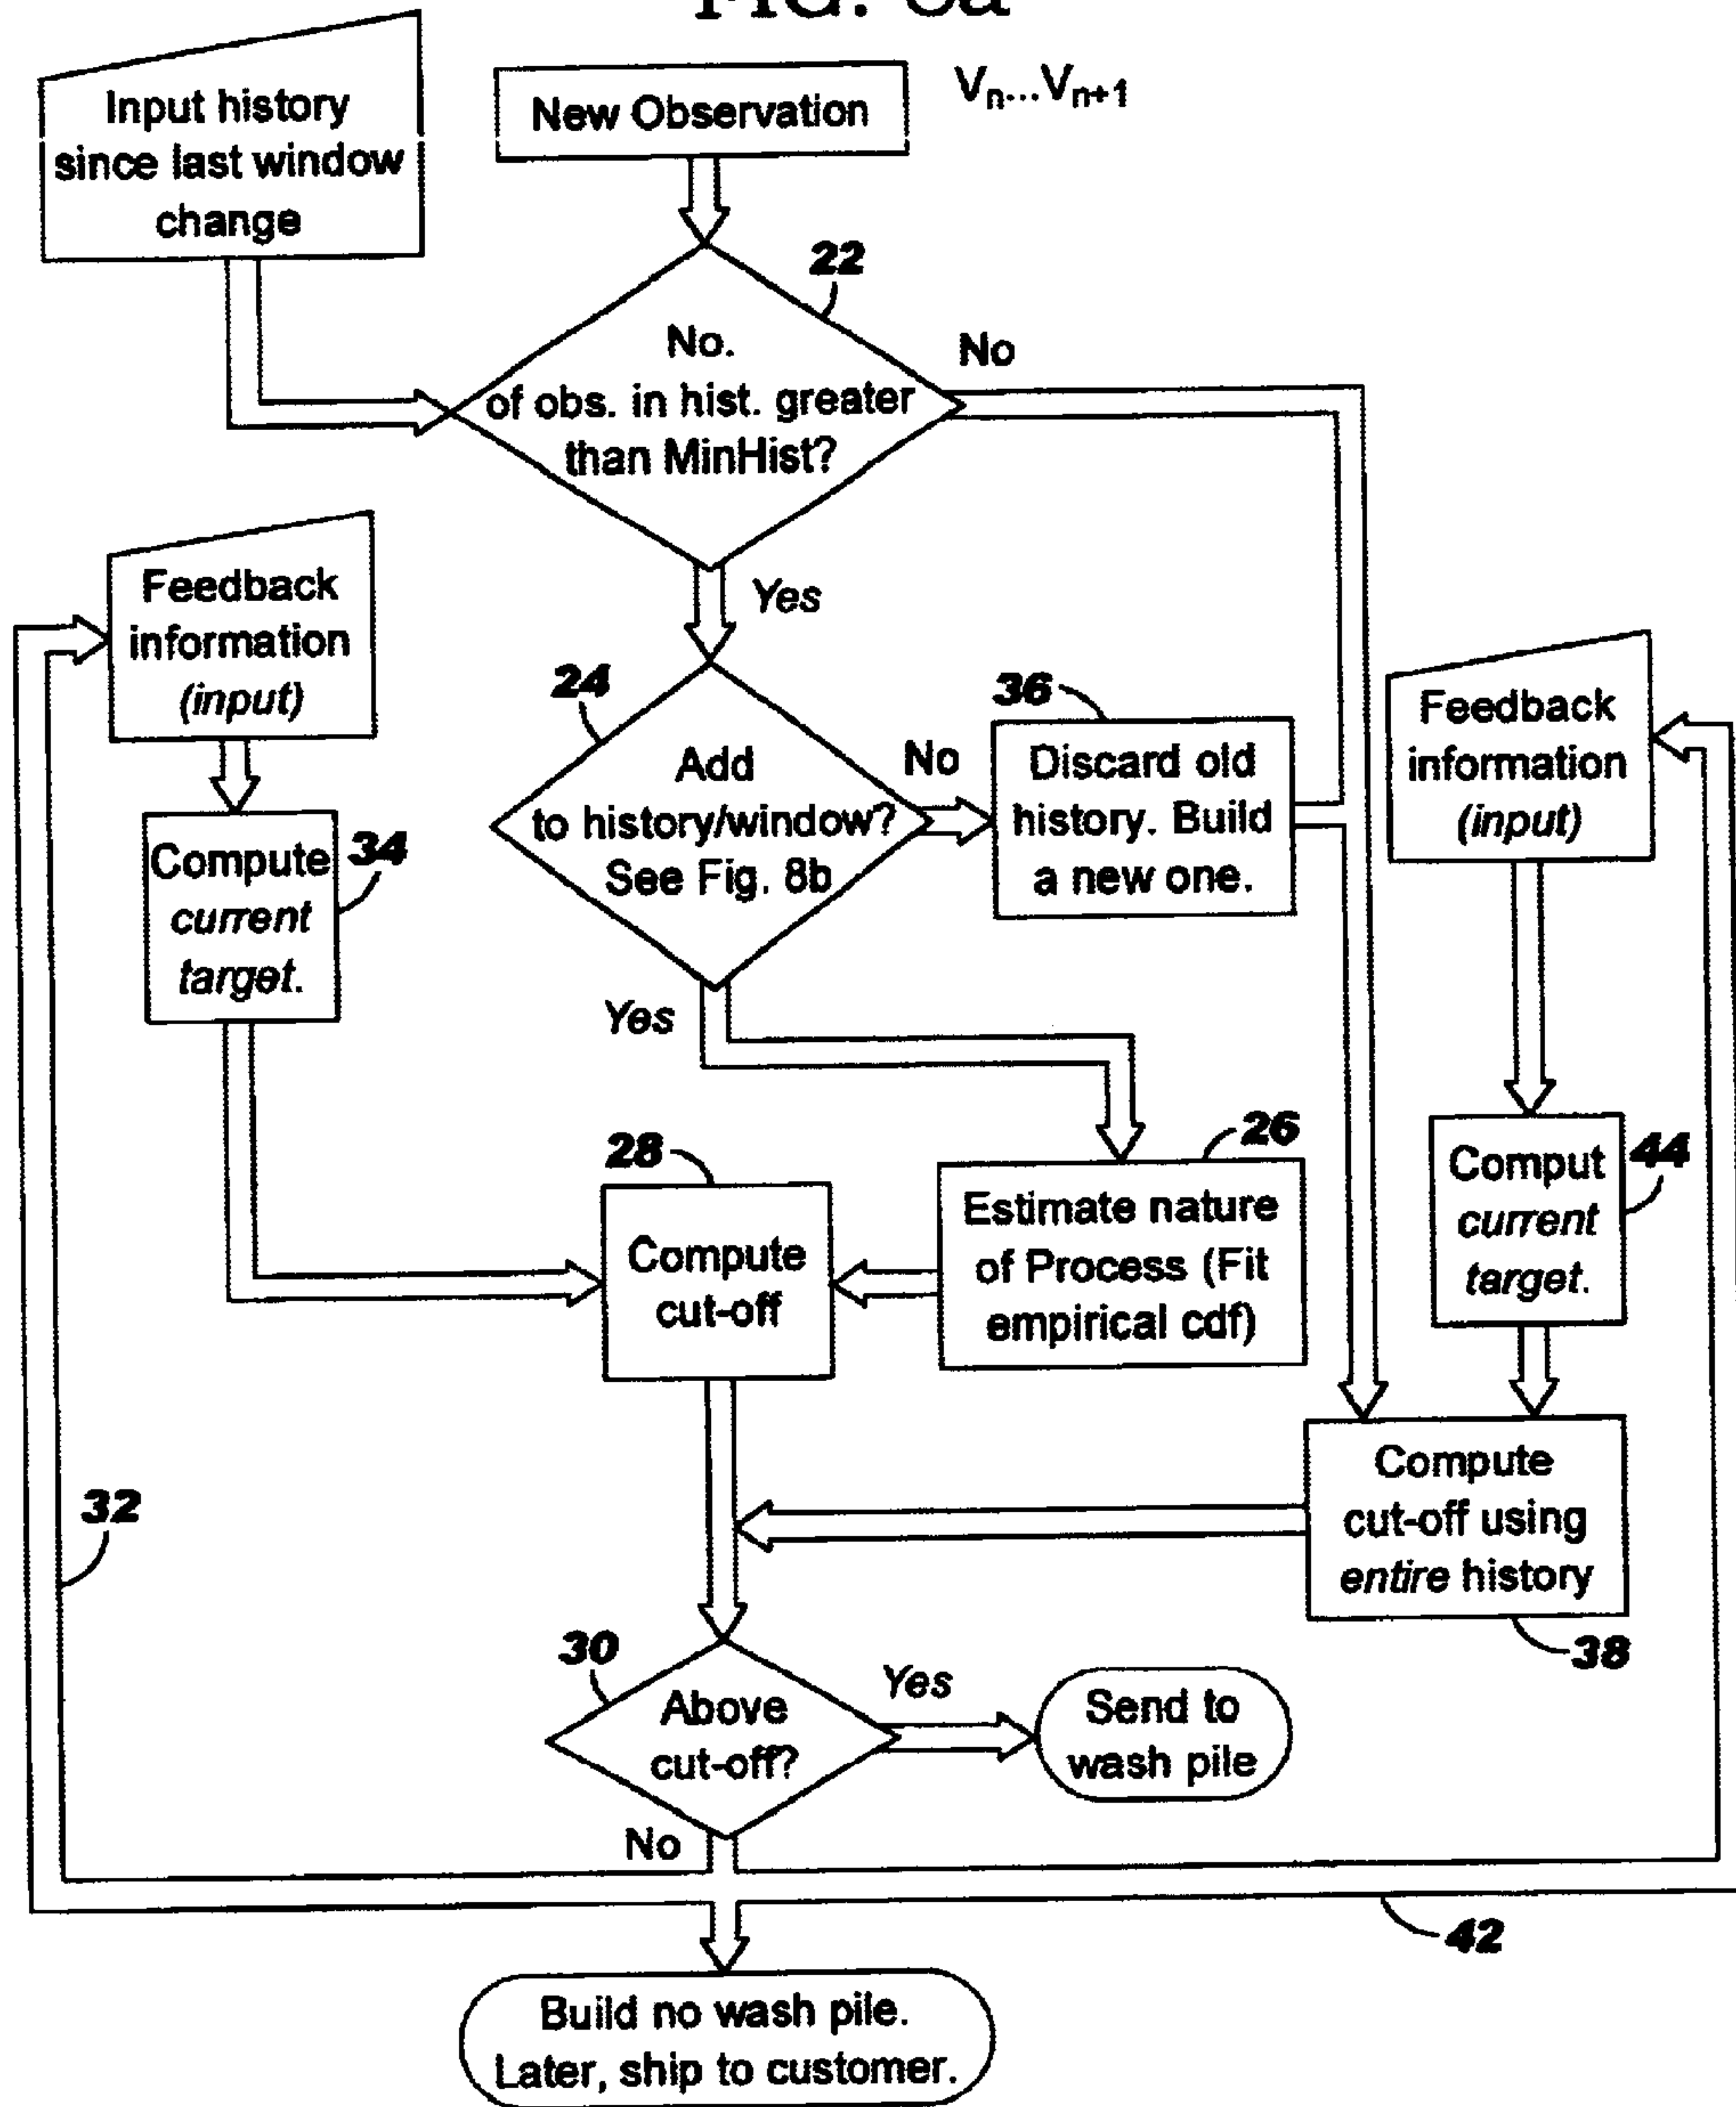 FIG. 8a
Input history
since last window
change
New Observation
Vn...Vn+1
22
No.
of obs. in hist. greater
than MinHist?
No
Yes
Feedback
information
(input)
24
Add
to history/window?
See Fig. 8b
No
36
Discard old
history. Build
a new one.
Feedback
information
(input)
Compute
current
target.
34
Yes
28
Compute
cut-off
26
Estimate nature
of Process (Fit
empirical cdf)
Comput
current
target.
44
32
Compute
cut-off using
entire history
38
30
Above
cut-off?
Yes
Send to
wash pile
No
42
Build no wash pile.
Later, ship to customer.